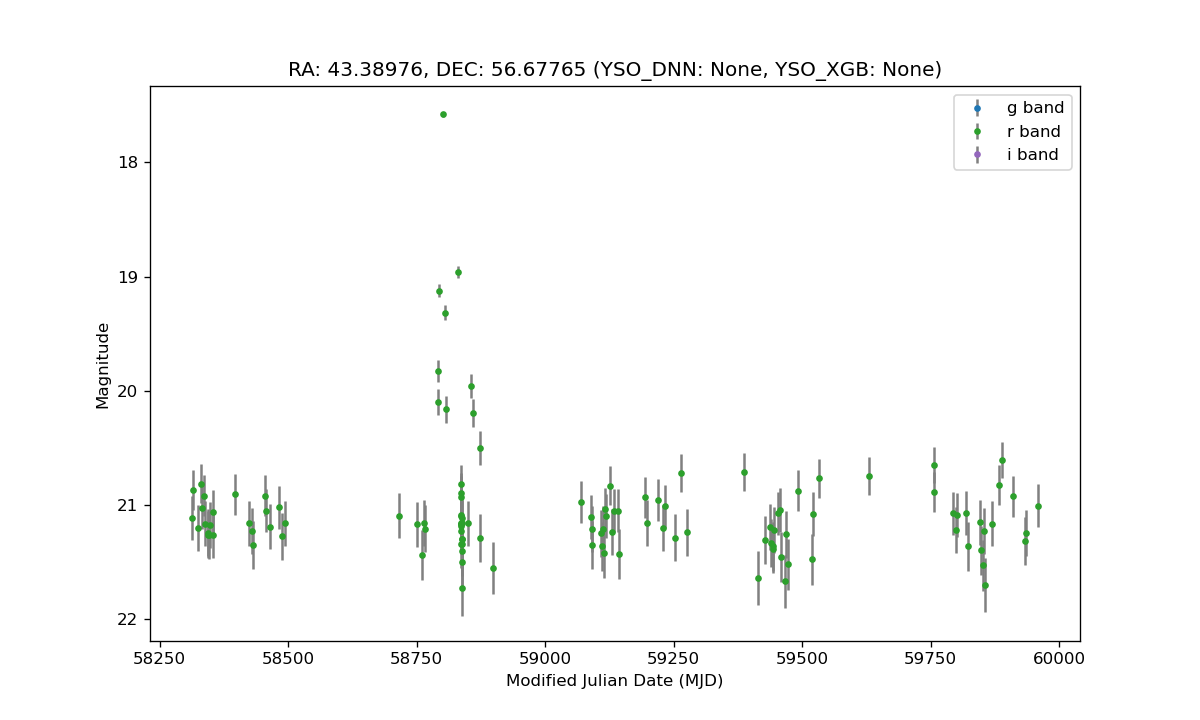 RA: 43.38976, DEC: 56.67765 (YSO_DNN: None, YSO_XGB: None)
g band
r band
i band
18
19
20
21
22
Magnitude
58250 58500 58750 59000 59250 59500 59750 60000
Modified Julian Date (MJD)